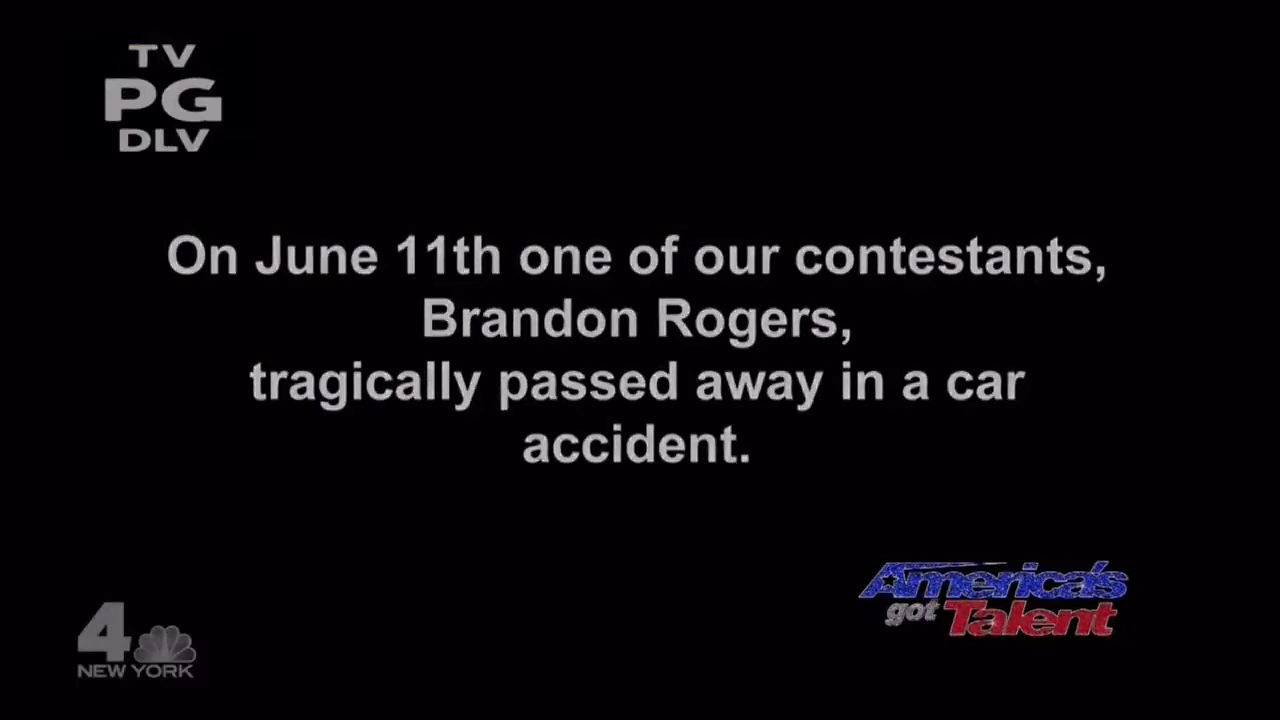 TV
PG
DLV
On June 11th one of our contestants,
Brandon Rogers,
tragically passed away in a car
accident.
America's
got Talent
4
NEW YORK